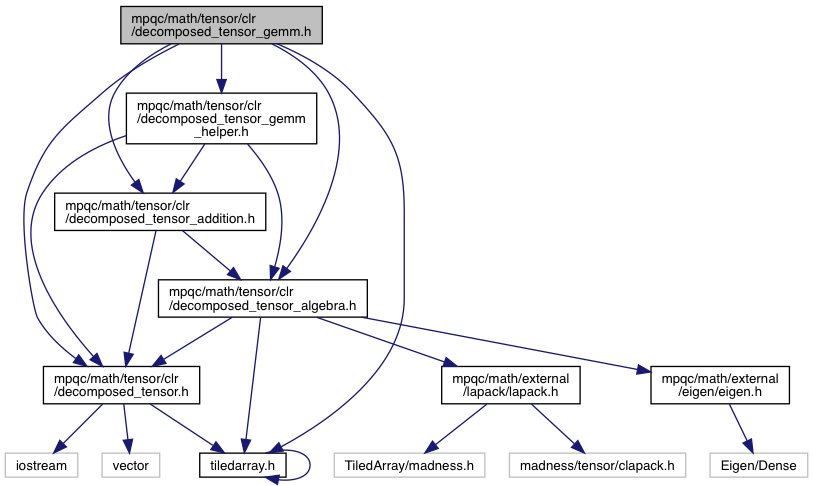 mpqc/math/tensor/clr
/decomposed_tensor_gemm.h
mpqc/math/tensor/clr
/decomposed_tensor_gemm
_helper.h
mpqc/math/tensor/clr
/decomposed_tensor_addition.h
mpqc/math/tensor/clr
/decomposed_tensor_algebra.h
mpqc/math/tensor/clr
/decomposed_tensor.h
mpqc/math/external
/lapack/lapack.h
mpqc/math/external
/eigen/eigen.h
iostream
vector
tiledarray.h
TiledArray/madness.h
madness/tensor/clapack.h
Eigen/Dense